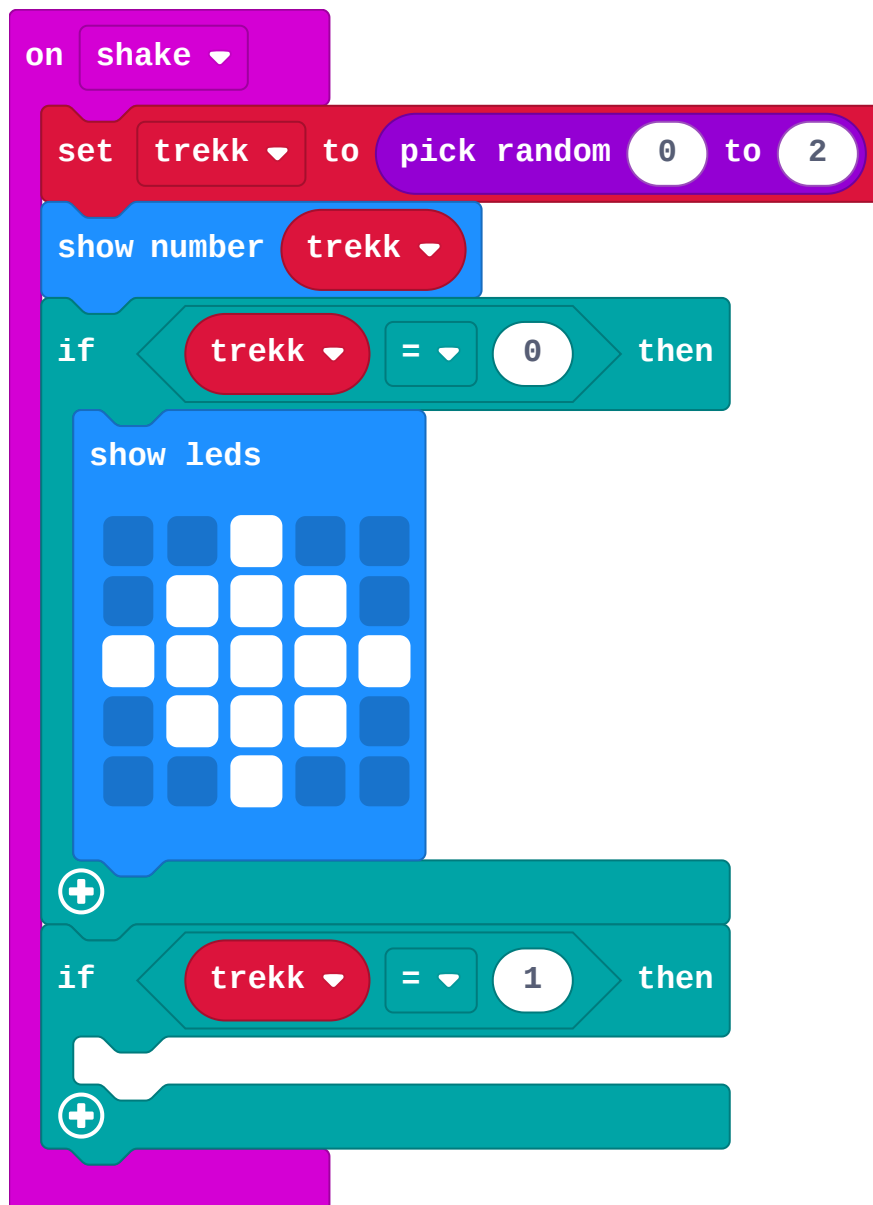 on shake
set trekk to pick random 0 to 2
show number trekk
if trekk = 0 then
show leds
if trekk = 1 then